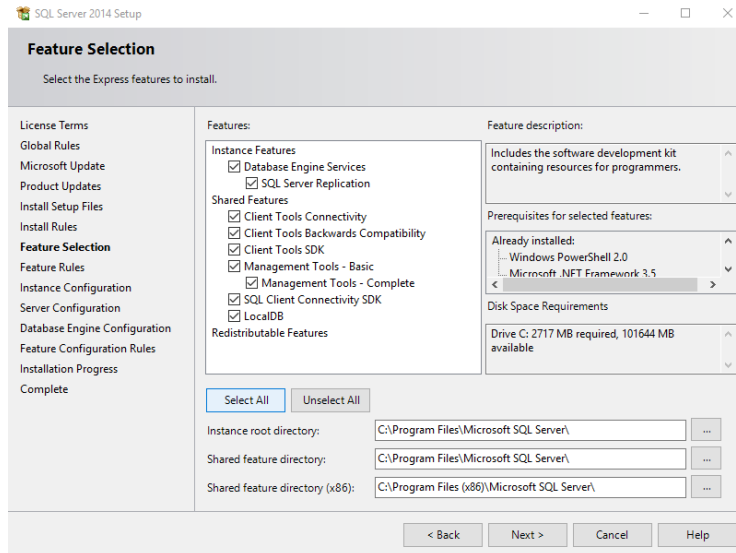 SQL Server 2014 Setup
Feature Selection
Select the Express features to install.
License Terms
Global Rules
Microsoft Update
Product Updates
Install Setup Files
Install Rules
Feature Selection
Feature Rules
Instance Configuration
Server Configuration
Database Engine Configuration
Feature Configuration Rules
Installation Progress
Complete
Features:
Instance Features
Database Engine Services
SQL Server Replication
Shared Features
Client Tools Connectivity
Client Tools Backwards Compatibility
Client Tools SDK
Management Tools - Basic
Management Tools - Complete
SQL Client Connectivity SDK
LocalDB
Redistributable Features
Feature description:
Includes the software development kit
containing resources for programmers.
Prerequisites for selected features:
Already installed:
Windows PowerShell 2.0
Microsoft .NET Framework 3.5
Disk Space Requirements
Drive C: 2717 MB required, 101644 MB
available
Select All
Unselect All
Instance root directory:
C:\Program Files\Microsoft SQL Server\
...
Shared feature directory:
C:\Program Files\Microsoft SQL Server\
...
Shared feature directory (x86):
C:\Program Files (x86)\Microsoft SQL Server\
...
< Back
Next >
Cancel
Help